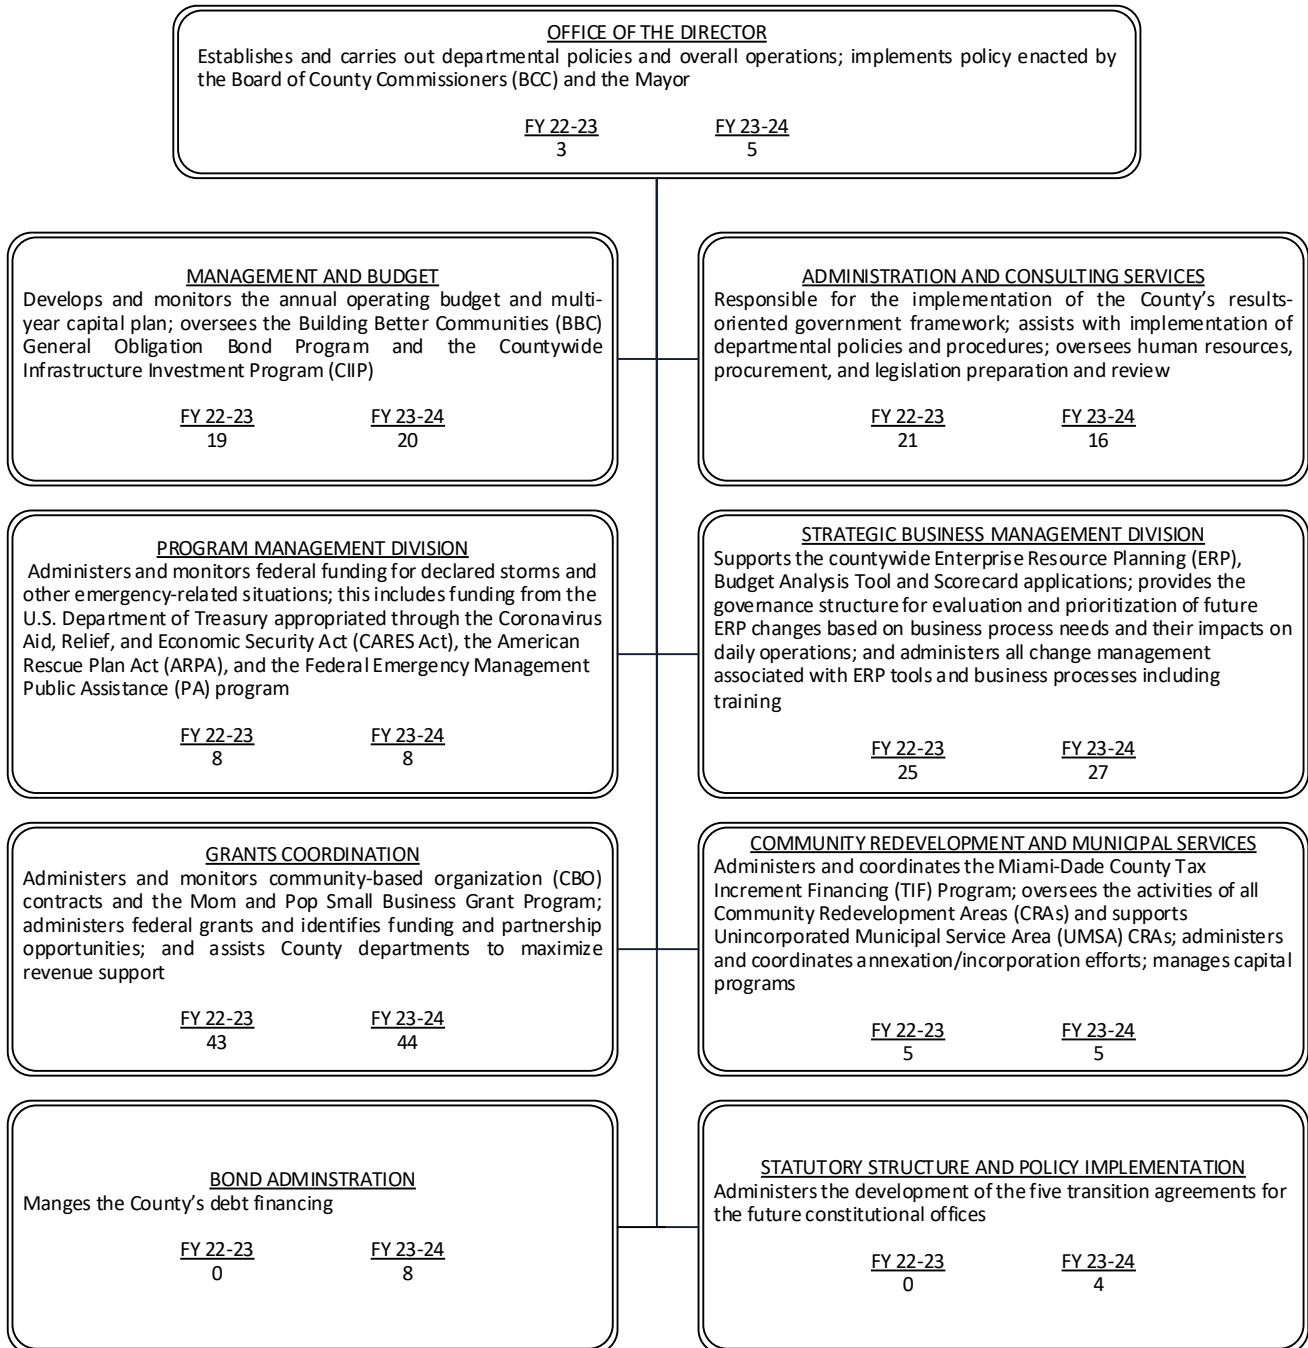 OFFICE OF THE DIRECTOR
Establishes and carries out departmental policies and overall operations; implements policy enacted by
the Board of County Commissioners (BCC) and the Mayor
FY 22-23 FY 23-24
3 5
MANAGEMENT AND BUDGET
Develops and monitors the annual operating budget and multi-
year capital plan; oversees the Building Better Communities (BBC)
General Obligation Bond Program and the Countywide
Infrastructure Investment Program (CIIP)
FY 22-23 FY 23-24
19 20
ADMINISTRATION AND CONSULTING SERVICES
Responsible for the implementation of the County's results-
oriented government framework; assists with implementation of
departmental policies and procedures; oversees human resources,
procurement, and legislation preparation and review
FY 22-23 FY 23-24
21 16
PROGRAM MANAGEMENT DIVISION
Administers and monitors federal funding for declared storms and
other emergency-related situations; this includes funding from the
U.S. Department of Treasury appropriated through the Coronavirus
Aid, Relief, and Economic Security Act (CARES Act), the American
Rescue Plan Act (ARPA), and the Federal Emergency Management
Public Assistance (PA) program
FY 22-23 FY 23-24
8 8
STRATEGIC BUSINESS MANAGEMENT DIVISION
Supports the countywide Enterprise Resource Planning (ERP),
Budget Analysis Tool and Scorecard applications; provides the
governance structure for evaluation and prioritization of future
ERP changes based on business process needs and their impacts on
daily operations; and administers all change management
associated with ERP tools and business processes including
training
FY 22-23 FY 23-24
25 27
GRANTS COORDINATION
Administers and monitors community-based organization (CBO)
contracts and the Mom and Pop Small Business Grant Program;
administers federal grants and identifies funding and partnership
opportunities; and assists County departments to maximize
revenue support
FY 22-23 FY 23-24
43 44
COMMUNITY REDEVELOPMENT AND MUNICIPAL SERVICES
Administers and coordinates the Miami-Dade County Tax
Increment Financing (TIF) Program; oversees the activities of all
Community Redevelopment Areas (CRAs) and supports
Unincorporated Municipal Service Area (UMSA) CRAs; administers
and coordinates annexation/incorporation efforts; manages capital
programs
FY 22-23 FY 23-24
5 5
BOND ADMINSTRATION
Manges the County's debt financing
FY 22-23 FY 23-24
0 8
STATUTORY STRUCTURE AND POLICY IMPLEMENTATION
Administers the development of the five transition agreements for
the future constitutional offices
FY 22-23 FY 23-24
0 4